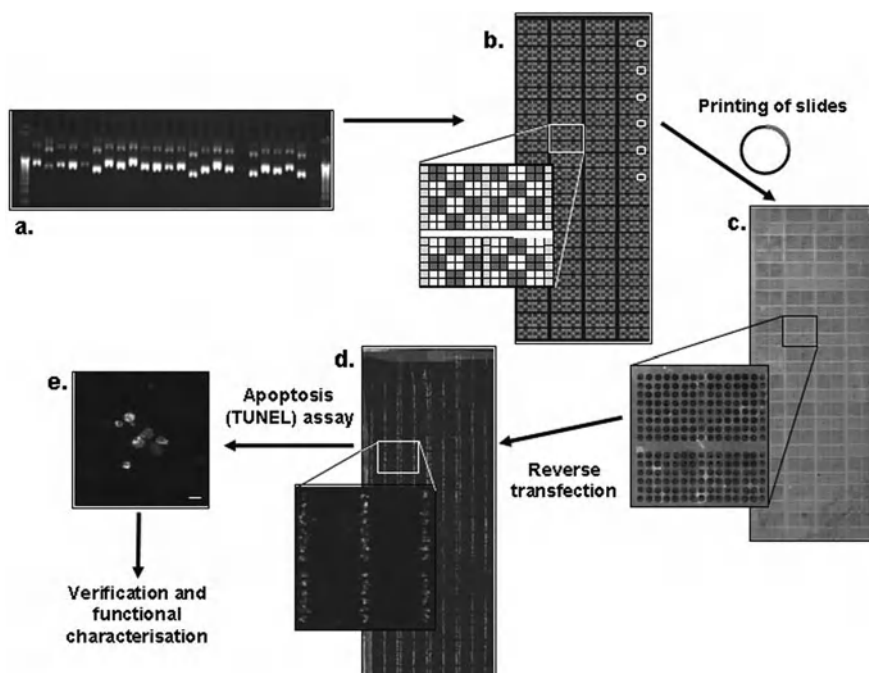 b.
Printing of slides
a.
c.
d.
e.
Apoptosis
(TUNEL) assay
Reverse
transfection
Verification and
functional
characterisation